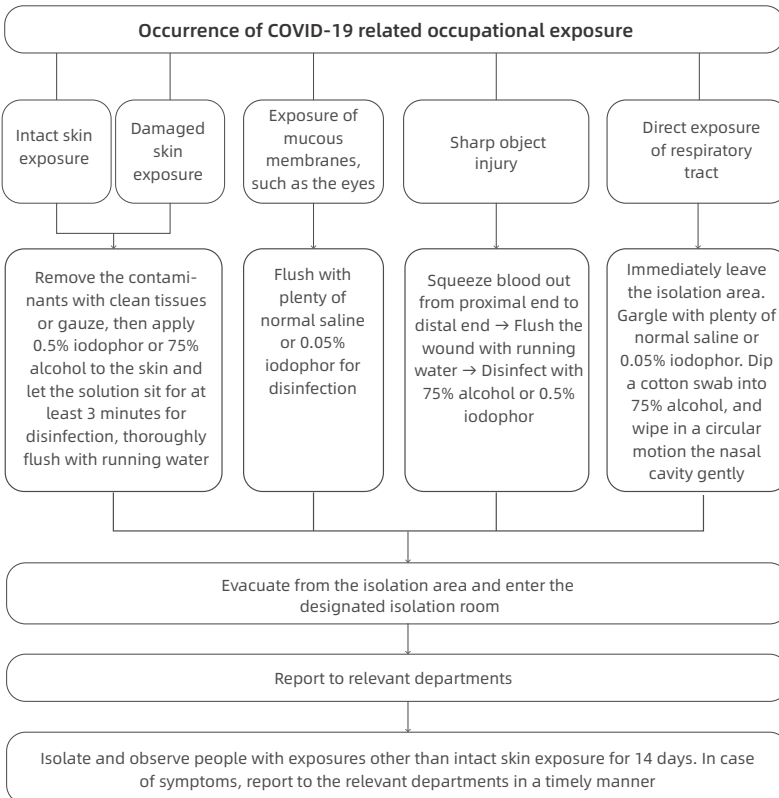 Occurrence of COVID-19 related occupational exposure
Intact skin
exposure
Damaged
skin
exposure
Exposure of
mucous
membranes,
such as the eyes
Sharp object
injury
Direct exposure
of respiratory
tract
Remove the contami-
nants with clean tissues
or gauze, then apply
0.5% iodophor or 75%
alcohol to the skin and
let the solution sit for at
least 3 minutes for
disinfection, thoroughly
flush with running water
Flush with
plenty of
normal saline
or 0.05%
iodophor for
disinfection
Squeeze blood out
from proximal end to
distal end → Flush the
wound with running
water → Disinfect with
75% alcohol or 0.5%
iodophor
Immediately leave
the isolation area.
Gargle with plenty of
normal saline or
0.05% iodophor. Dip
a cotton swab into
75% alcohol, and
wipe in a circular
motion the nasal
cavity gently
Evacuate from the isolation area and enter the
designated isolation room
Report to relevant departments
Isolate and observe people with exposures other than intact skin exposure for 14 days. In case
of symptoms, report to the relevant departments in a timely manner